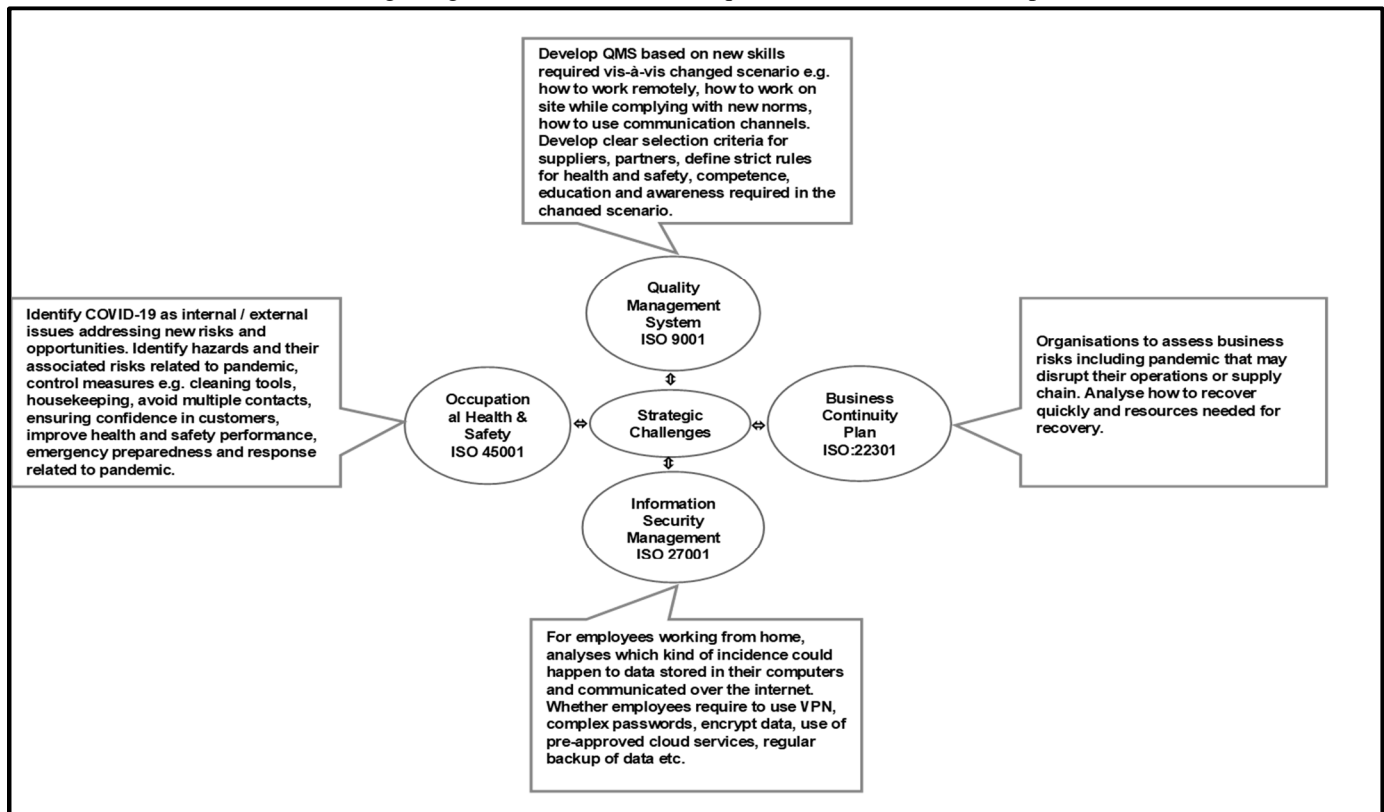 Develop QMS based on new skills
required vis-à-vis changed scenario e.g.
how to work remotely, how to work on
site while complying with new norms,
how to use communication channels.
Develop clear selection criteria for
suppliers, partners, define strict rules
for health and safety, competence,
education and awareness required in the
changed scenario.
Quality
Management
System
ISO 9001
Identify COVID-19 as internal / external
issues addressing new risks and
opportunities. Identify hazards and their
associated risks related to pandemic,
control measures e.g. cleaning tools,
housekeeping, avoid multiple contacts,
ensuring confidence in customers,
improve health and safety performance,
emergency preparedness and response
related to pandemic.
Occupation
al Health &
Safety
ISO 45001
Strategic
Challenges
Business
Continuity
Plan
ISO:22301
Organisations to assess business
risks including pandemic that may
disrupt their operations or supply
chain. Analyse how to recover
quickly and resources needed for
recovery.
Information
Security
Management
ISO 27001
For employees working from home,
analyses which kind of incidence could
happen to data stored in their computers
and communicated over the internet.
Whether employees require to use VPN,
complex passwords, encrypt data, use of
pre-approved cloud services, regular
backup of data etc.